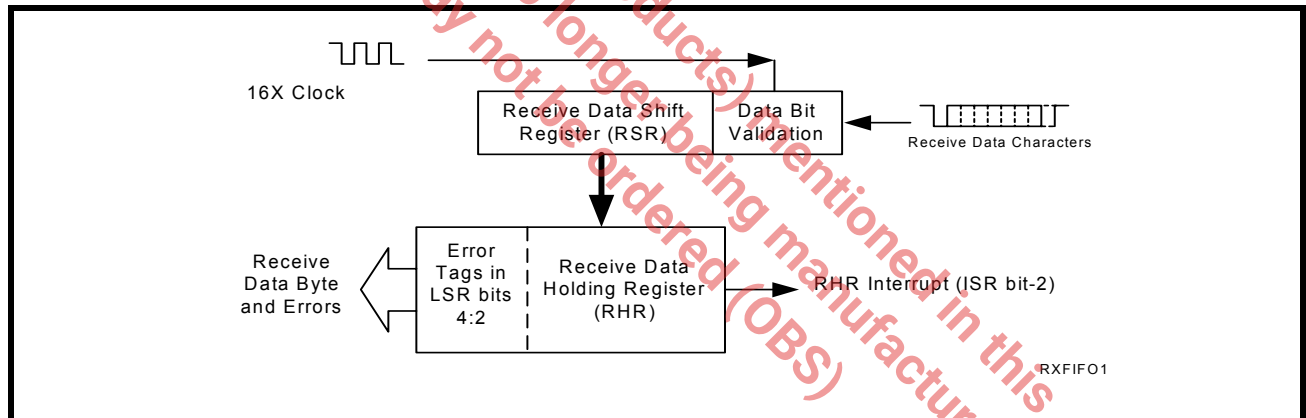 16X Clock
Receive Data Shift
Register (RSR)
Data Bit
Validation
Receive Data Characters
Receive
Data Byte
and Errors
Error
Tags in
LSR bits
4:2
Receive Data
Holding Register
(RHR)
RHR Interrupt (ISR bit-2)
RXFIFO1
ducts) mentioned in this
longer being manufactur
y not be ordered (OBS)